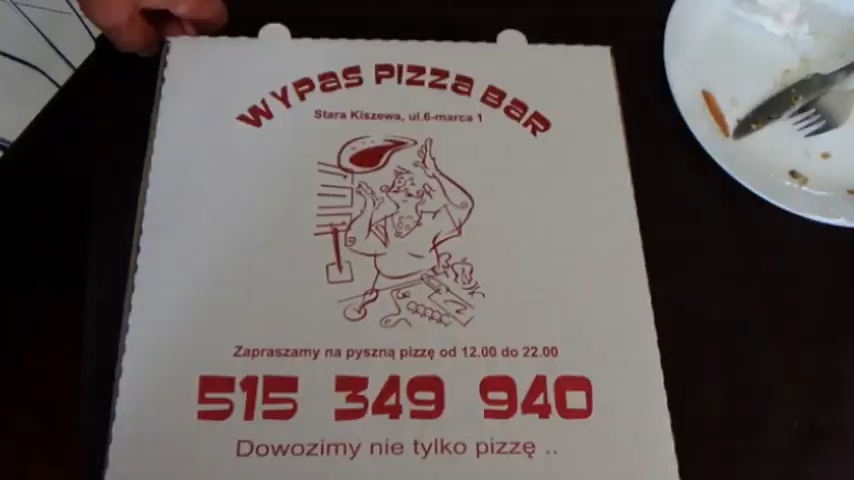 WYPAS PIZZA BAR
Stara Kiszewa, ul.6-marca 1
Zapraszamy na pyszną pizzę od 12.00 do 22.00
515 349 940
Dowozimy nie tylko pizzę ..